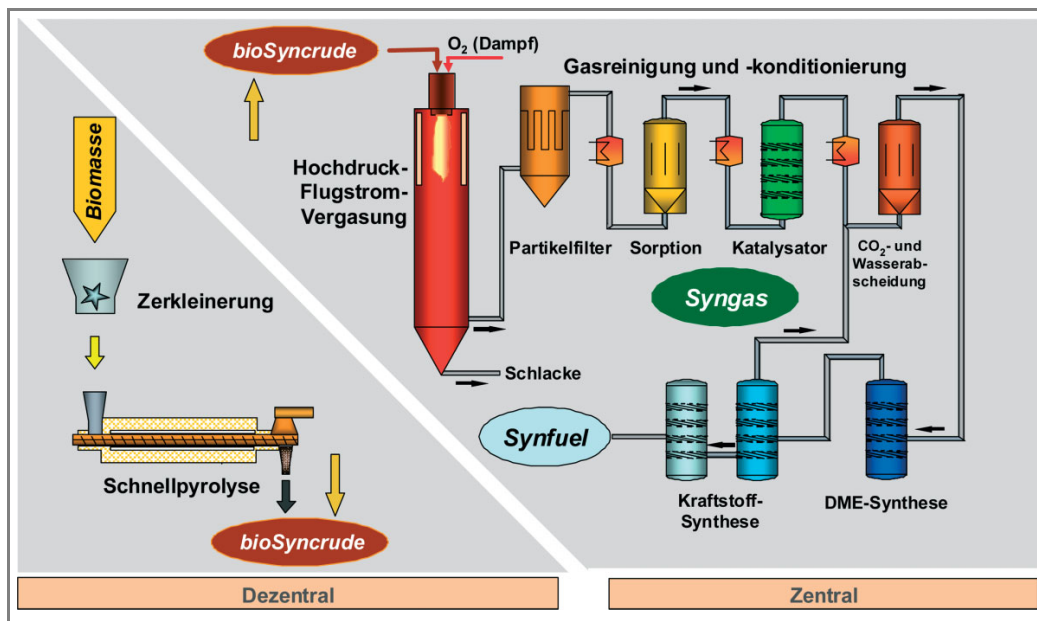 bioSyncrude
O₂ (Dampf)
Gasreinigung und -konditionierung
Biomasse
Hochdruck-
Flugstrom-
Vergasung
Partikelfilter
Sorption
Katalysator
CO₂- und
Wasserab-
scheidung
Zerkleinerung
Syngas
Schlacke
Synfuel
Schnellpyrolyse
Kraftstoff-
Synthese
DME-Synthese
bioSyncrude
Dezentral
Zentral